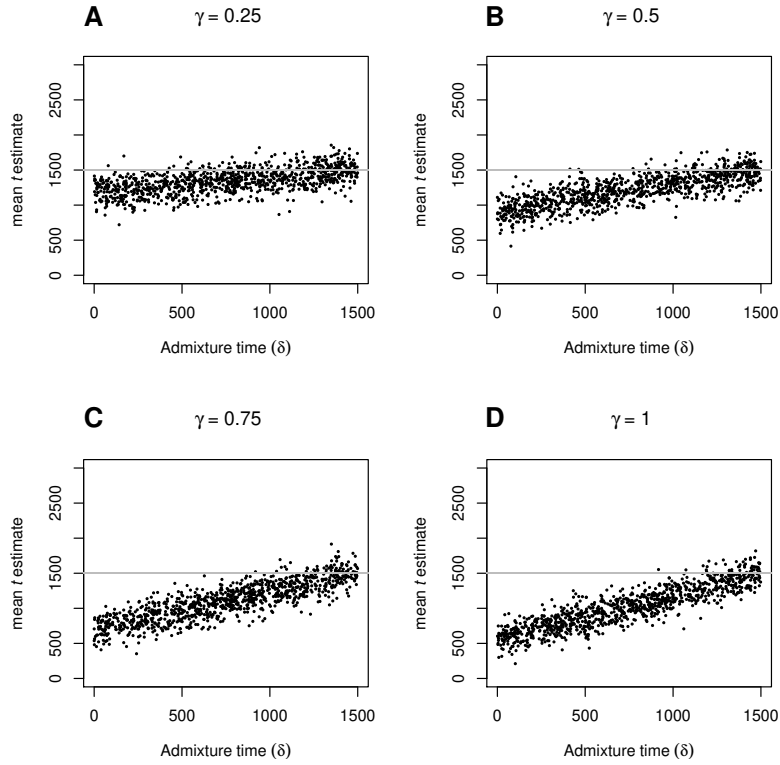 A
γ = 0.25
mean t estimate
0 500 1500 2500
0 500 1000 1500
Admixture time (δ)
B
γ = 0.5
mean t estimate
0 500 1500 2500
0 500 1000 1500
Admixture time (δ)
C
γ = 0.75
mean t estimate
0 500 1500 2500
0 500 1000 1500
Admixture time (δ)
D
γ = 1
mean t estimate
0 500 1500 2500
0 500 1000 1500
Admixture time (δ)